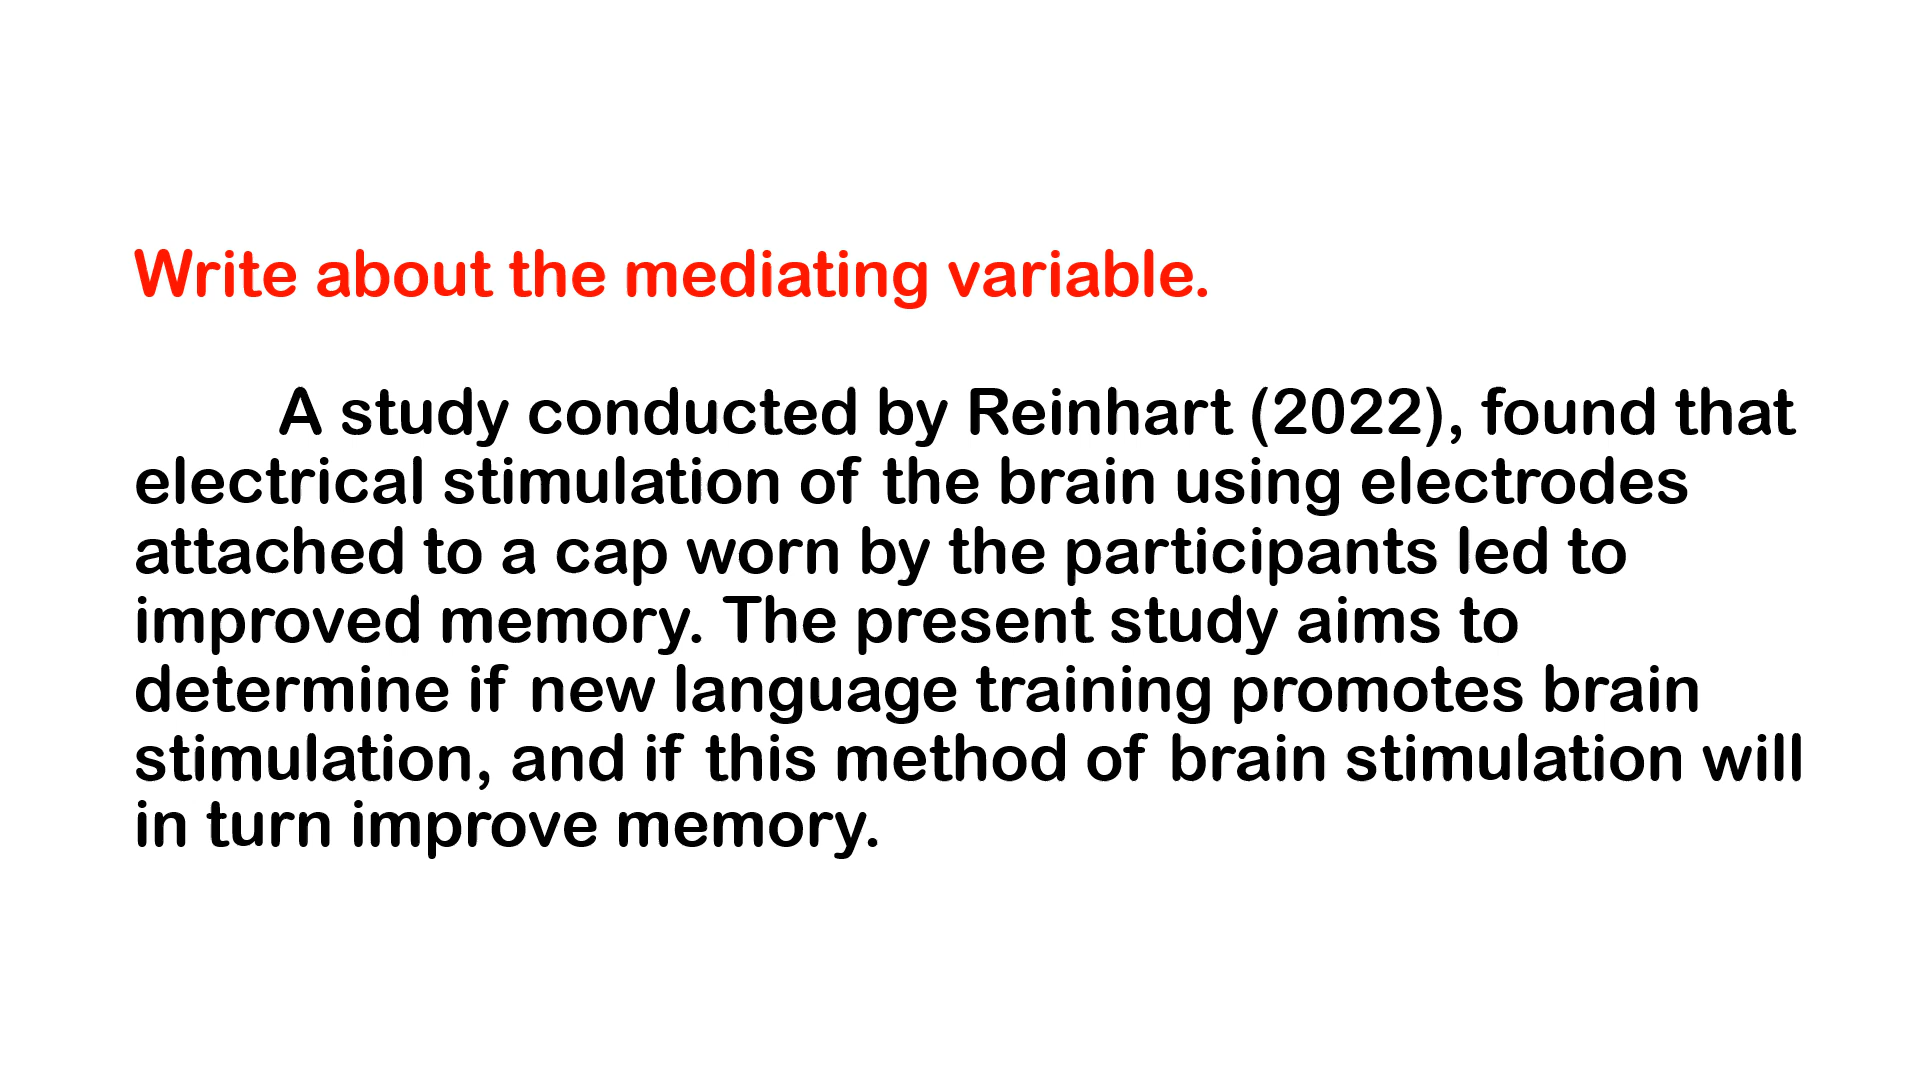 Write about the mediating variable.
A study conducted by Reinhart (2022), found that
electrical stimulation of the brain using electrodes
attached to a cap worn by the participants led to
improved memory. The present study aims to
determine if new language training promotes brain
stimulation, and if this method of brain stimulation will
in turn improve memory.